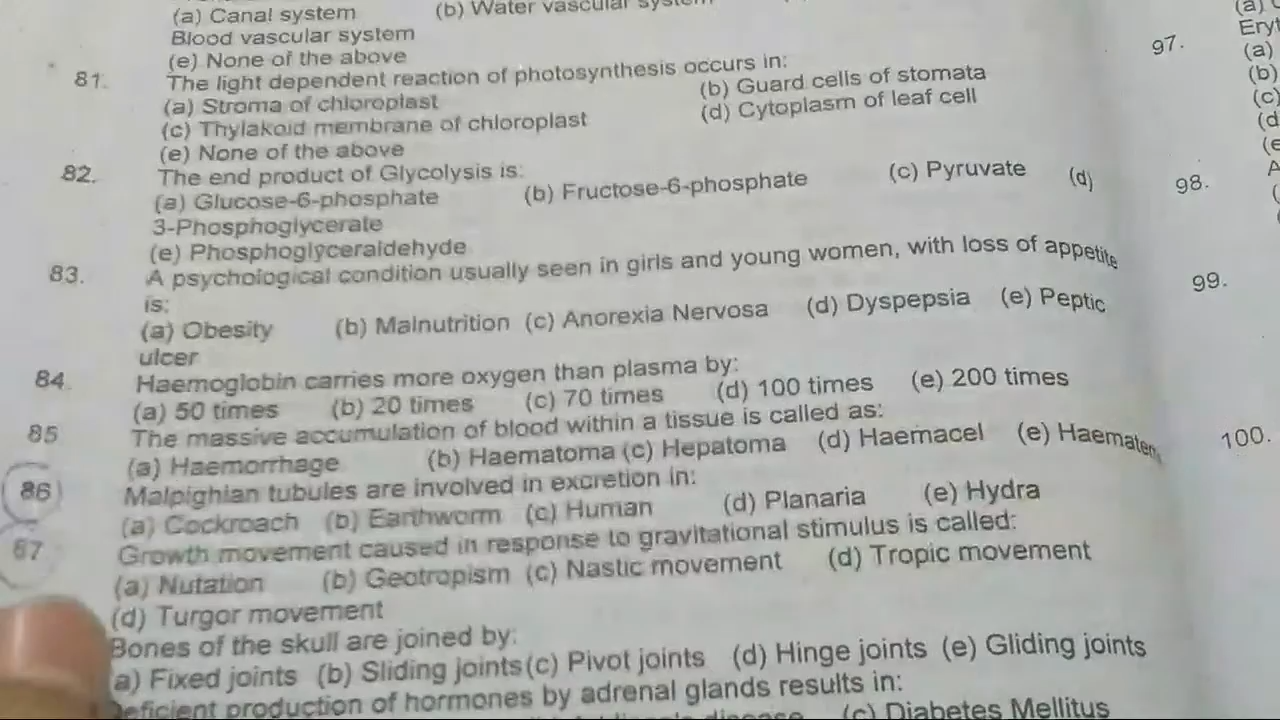 (a) Canal system (b) Water vascular system
Blood vascular system
(e) None of the above
81. The light dependent reaction of photosynthesis occurs in:
(a) Stroma of chloroplast (b) Guard cells of stomata
(c) Thylakoid membrane of chloroplast (d) Cytoplasm of leaf cell
(e) None of the above
82. The end product of Glycolysis is:
(a) Glucose-6-phosphate (b) Fructose-6-phosphate (c) Pyruvate (d)
3-Phosphoglycerate
(e) Phosphoglyceraldehyde
83. A psychological condition usually seen in girls and young women, with loss of appetite
is:
(a) Obesity (b) Malnutrition (c) Anorexia Nervosa (d) Dyspepsia (e) Peptic
ulcer
84. Haemoglobin carries more oxygen than plasma by:
(a) 50 times (b) 20 times (c) 70 times (d) 100 times (e) 200 times
85 The massive accumulation of blood within a tissue is called as:
(a) Haemorrhage (b) Haematoma (c) Hepatoma (d) Haemacel (e)
86 Malpighian tubules are involved in excretion in:
(a) Cockroach (b) Earthworm (c) Human (d) Planaria (e) Hydra
87 Growth movement caused in response to gravitational stimulus is called:
(a) Nutation (b) Geotropism (c) Nastic movement (d) Tropic movement
(d) Turgor movement
Bones of the skull are joined by:
a) Fixed joints (b) Sliding joints (c) Pivot joints (d) Hinge joints (e) Gliding joints
eficient production of hormones by adrenal glands results in:
disease (c) Diabetes Mellitus
(a)
Eryt
97. (a)
(b)
(c)
(d
(e
98. A
99.
100.